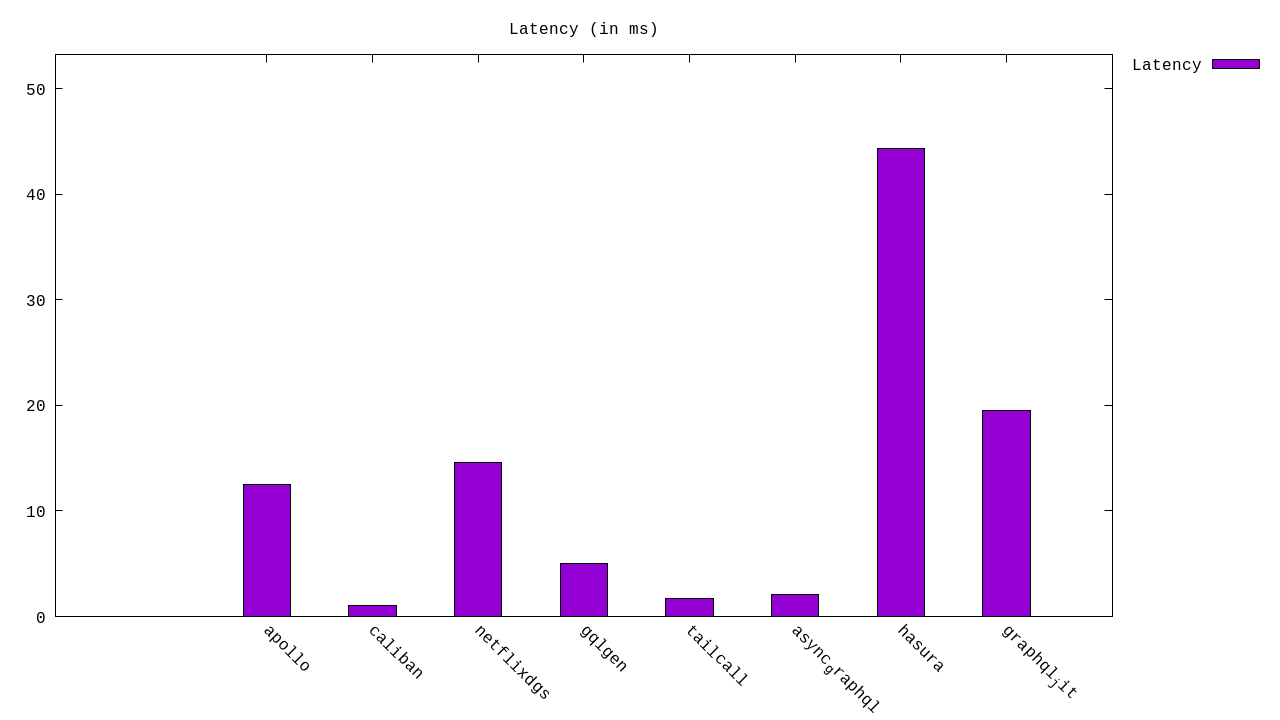 Latency (in ms)
Latency
50
40
30
20
10
0
apollo
caliban
netflixdgs
gqlgen
tailcall
async_graphql
hasura
graphql_jit